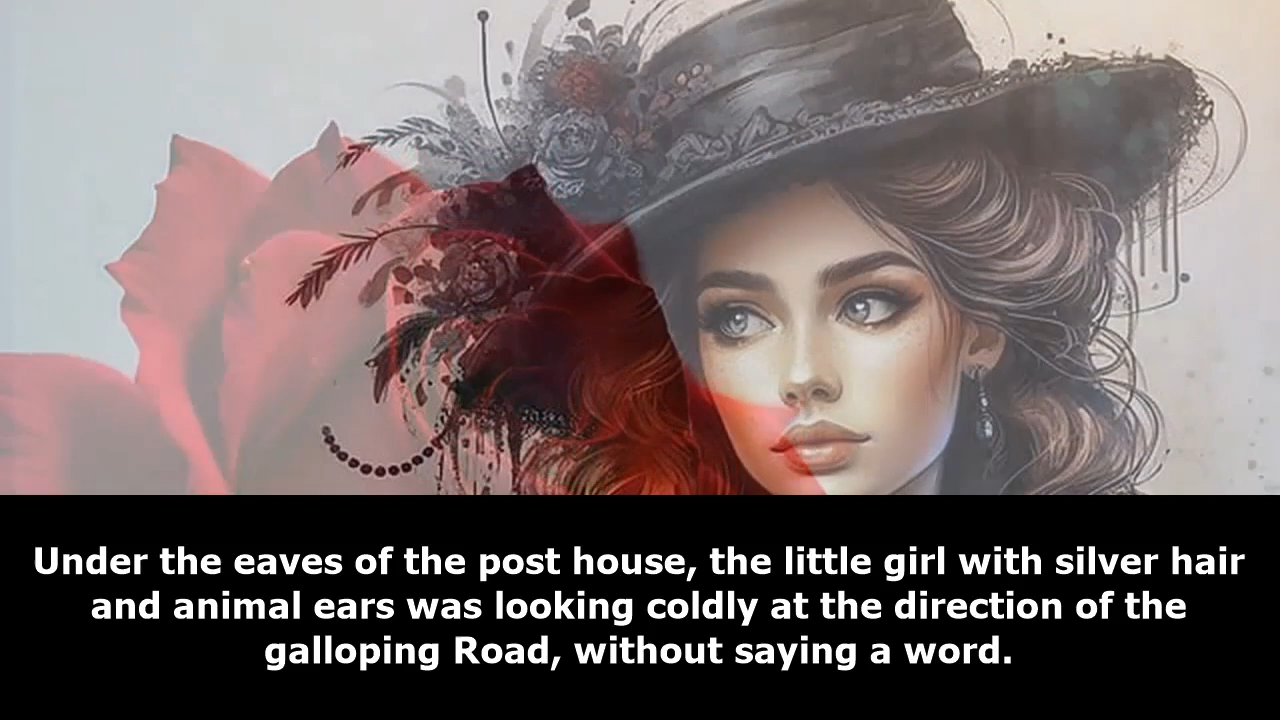 Under the eaves of the post house, the little girl with silver hair
and animal ears was looking coldly at the direction of the
galloping Road, without saying a word.